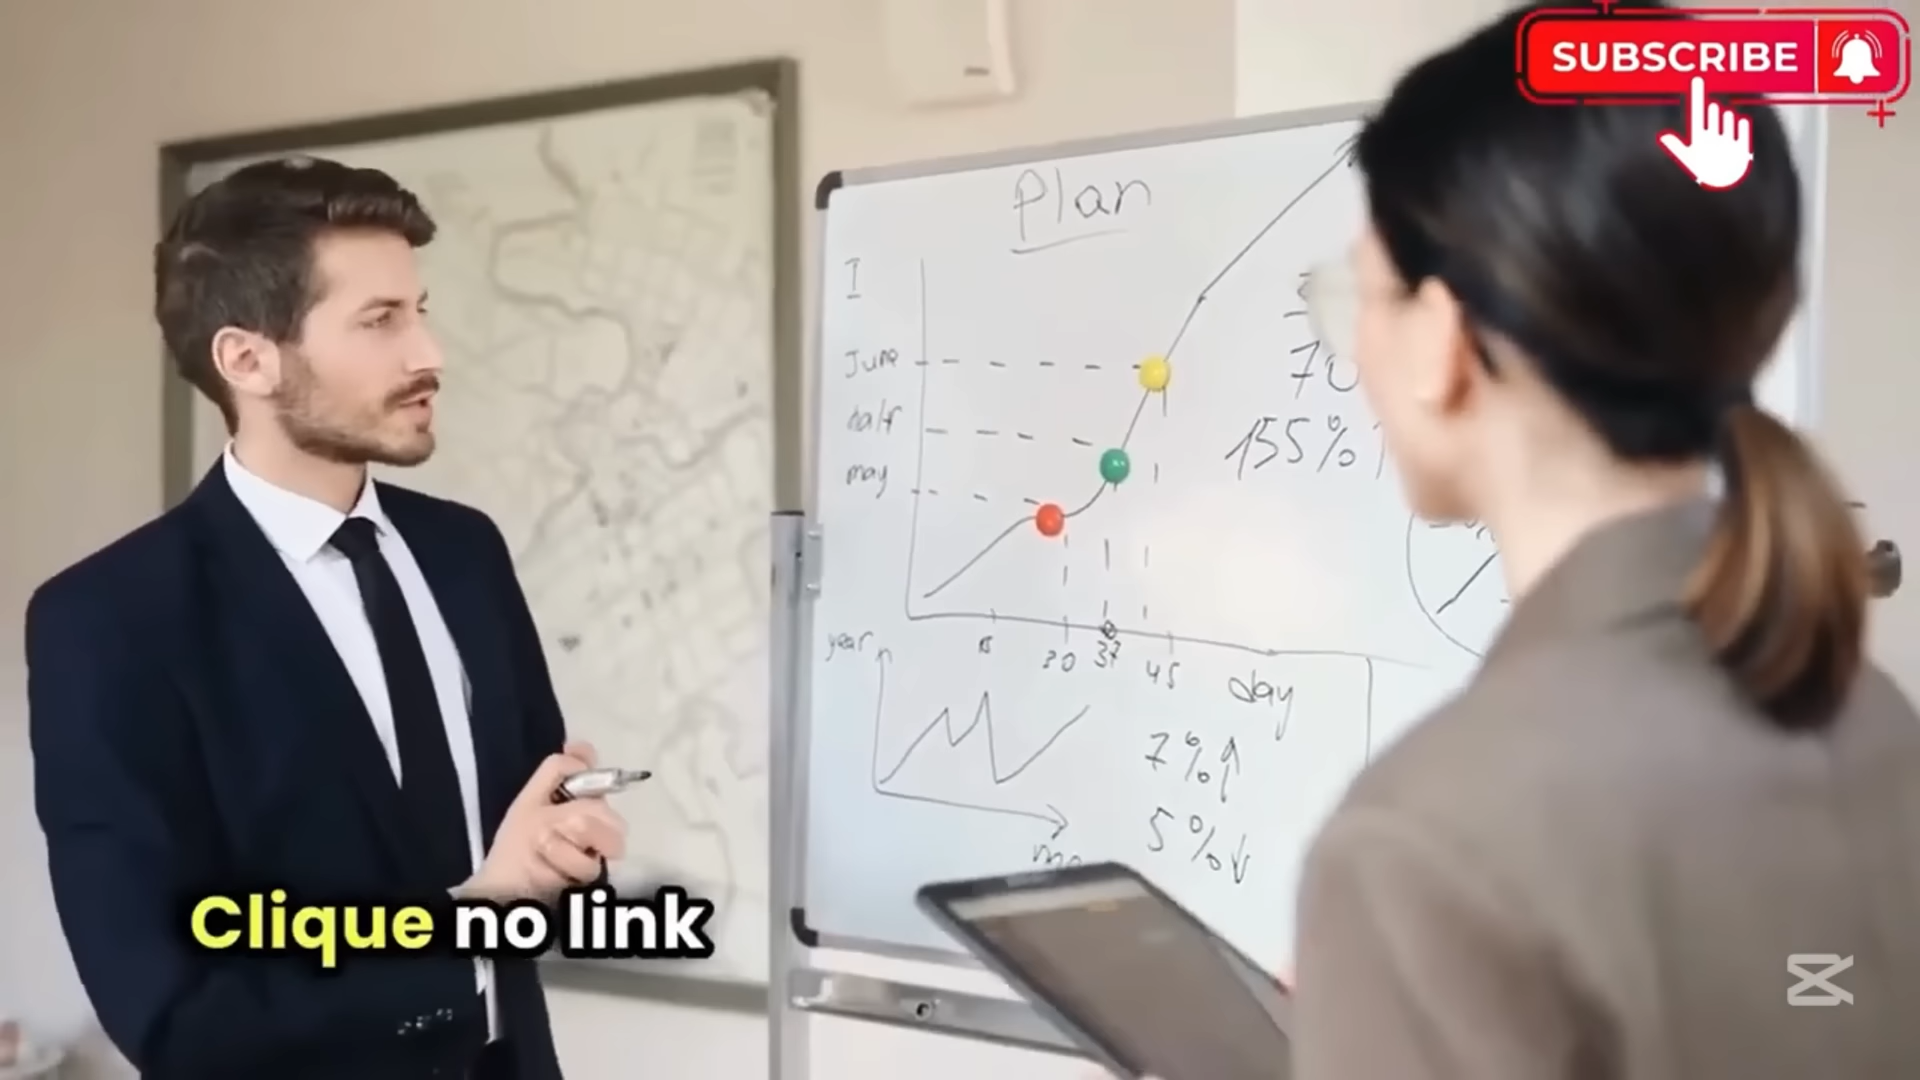 SUBSCRIBE
Plan
I
June
half
may
70
155%
15
30
37
45
day
year
7%↑
5%↓
Clique no link